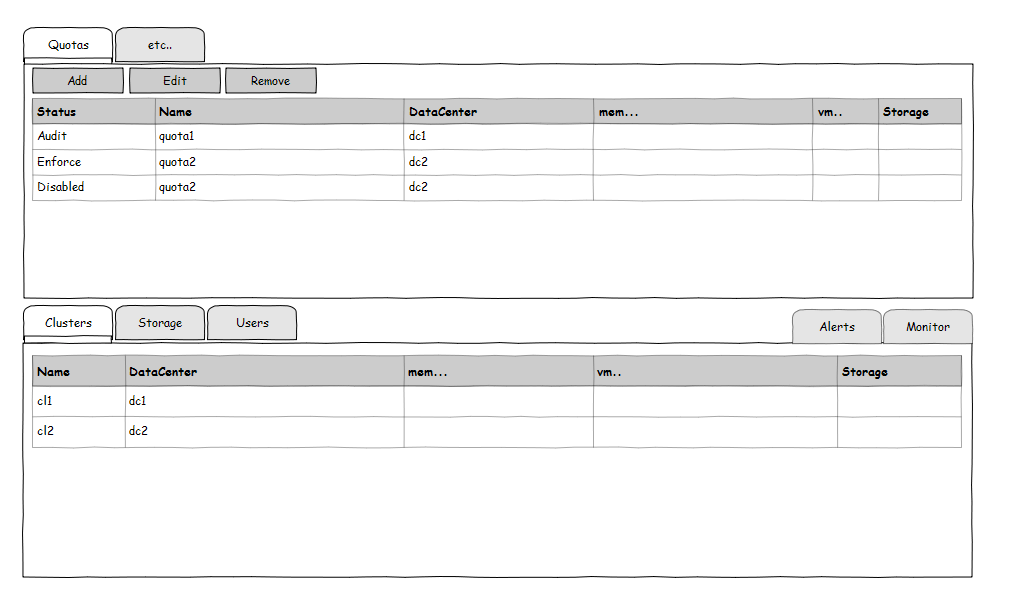 Quotas etc..
Add Edit Remove
Status Name DataCenter mem... vm.. Storage
Audit quota1 dc1
Enforce quota2 dc2
Disabled quota2 dc2
Clusters Storage Users Alerts Monitor
Name DataCenter mem... vm.. Storage
cl1 dc1
cl2 dc2